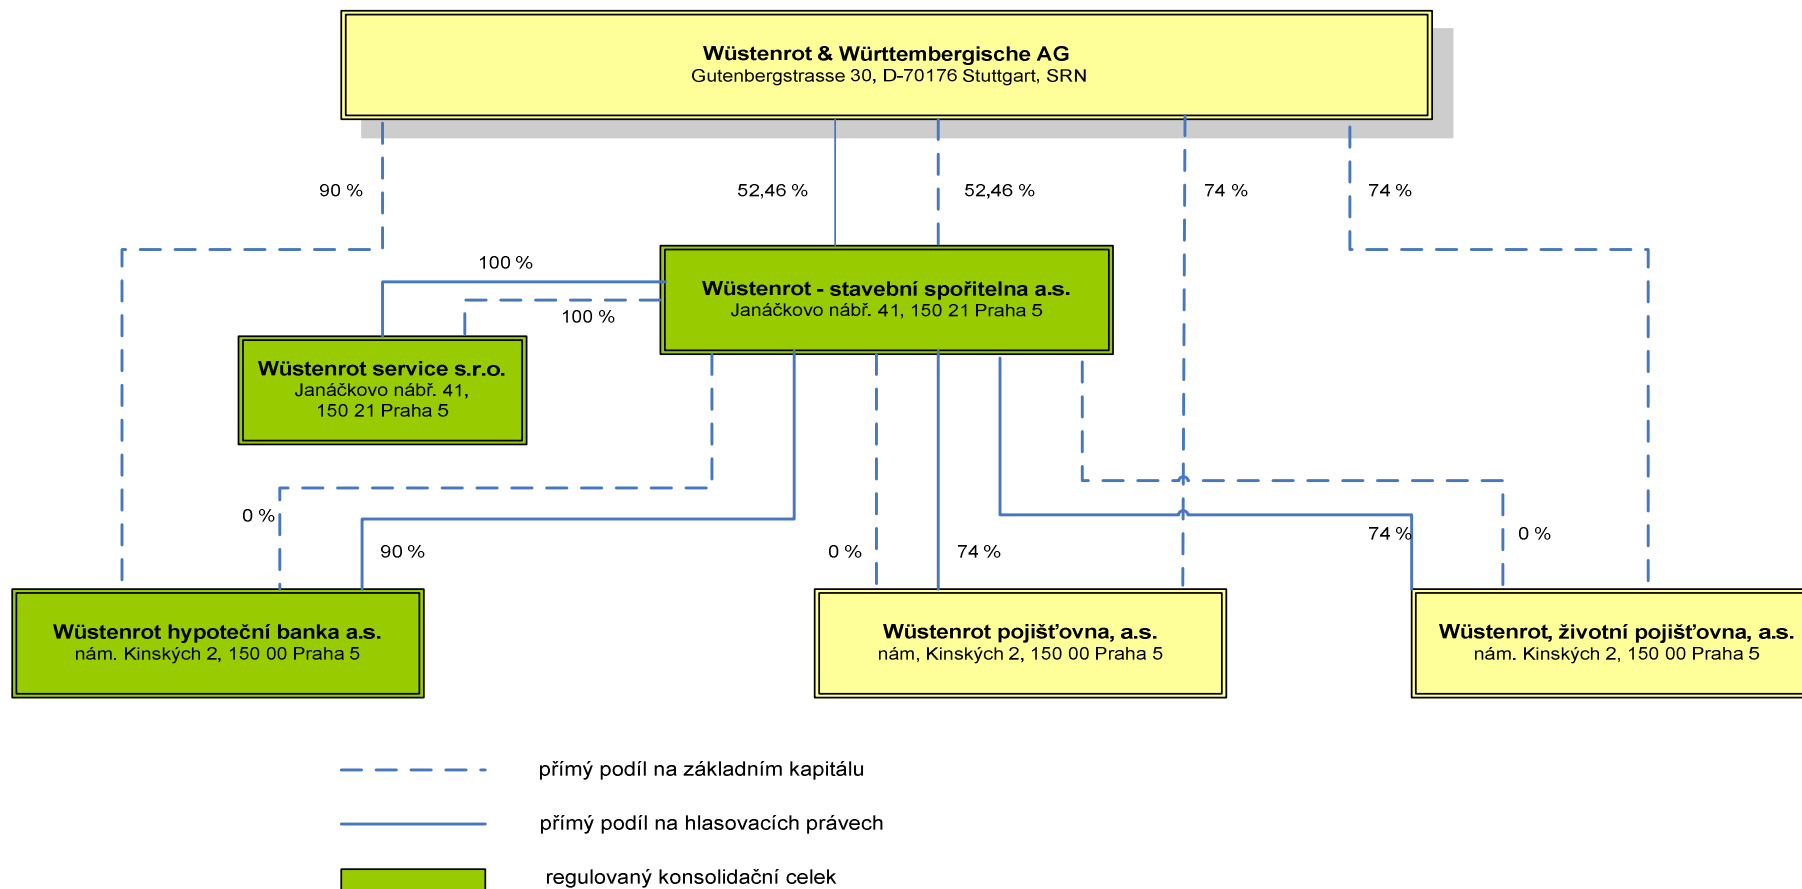 Wüstenrot & Württembergische AG
Gutenbergstrasse 30, D-70176 Stuttgart, SRN
90 %
52,46 %
52,46 %
74 %
74 %
100 %
Wüstenrot - stavební spořitelna a.s.
Janáčkovo nábř. 41, 150 21 Praha 5
100 %
Wüstenrot service s.r.o.
Janáčkovo nábř. 41,
150 21 Praha 5
0 %
90 %
0 %
74 %
74 %
0 %
Wüstenrot hypoteční banka a.s.
nám. Kinských 2, 150 00 Praha 5
Wüstenrot pojišťovna, a.s.
nám, Kinských 2, 150 00 Praha 5
Wüstenrot, životní pojišťovna, a.s.
nám. Kinských 2, 150 00 Praha 5
přímý podíl na základním kapitálu
přímý podíl na hlasovacích právech
regulovaný konsolidační celek